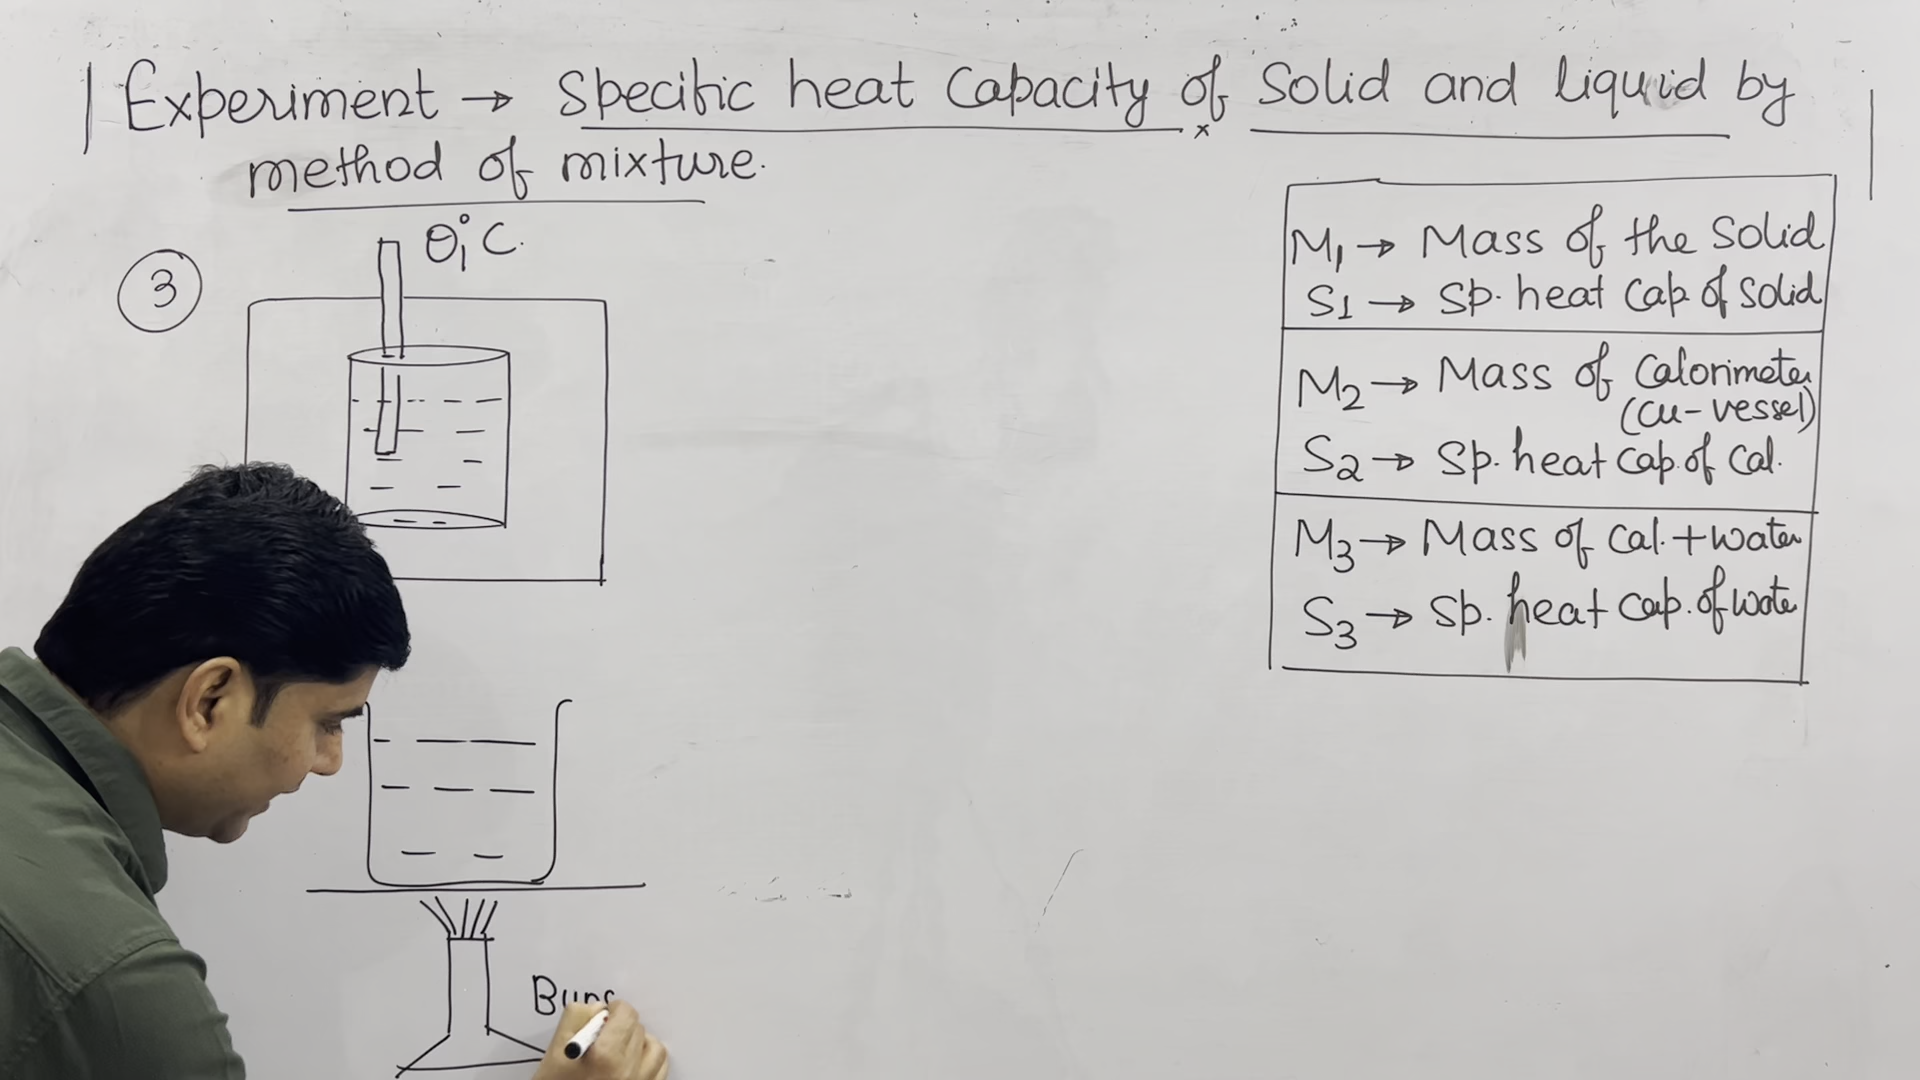 Experiment → Specific heat Capacity of Solid and liquid by
method of mixture.
3
θ₁°C.
M₁ → Mass of the Solid
S1 → Sp. heat Cap. of Solid
M₂ → Mass of Calorimeter
(Cu-vessel)
S₂ → Sp. heat Cap. of Cal.
M₃ → Mass of Cal. + water
S₃ → Sp. heat Cap. of wate
Buns